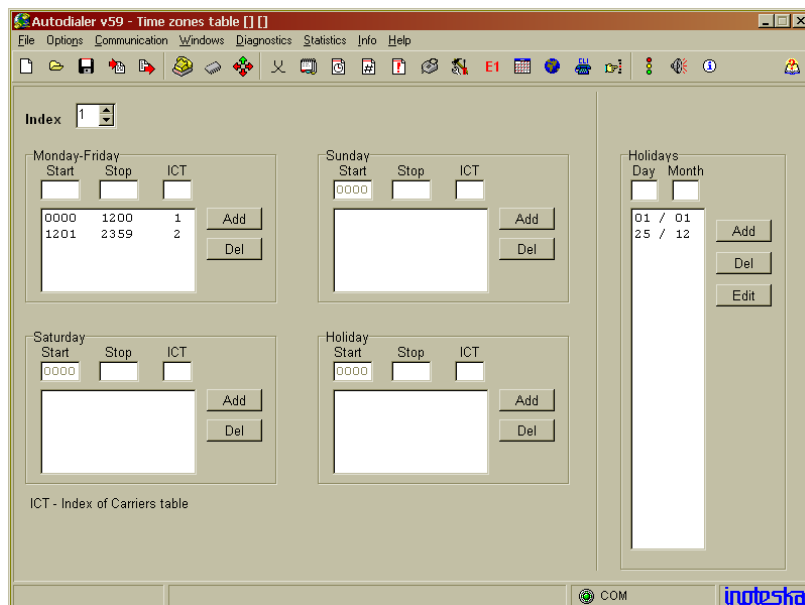 Autodialer v59 - Time zones table [] []
File Options Communication Windows Diagnostics Statistics Info Help
E1
Index 1
Monday-Friday
Start Stop ICT
0000 1200 1
1201 2359 2
Add
Del
Sunday
Start Stop ICT
0000
Add
Del
Holidays
Day Month
01 / 01
25 / 12
Add
Del
Edit
Saturday
Start Stop ICT
0000
Add
Del
Holiday
Start Stop ICT
0000
Add
Del
ICT - Index of Carriers table
COM
inoteska